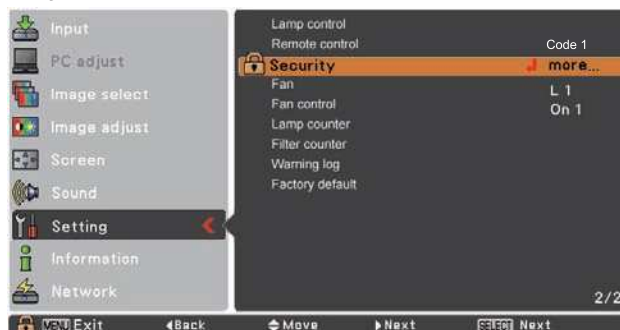 Input
PC adjust
Image select
Image adjust
Screen
Sound
Setting
Information
Network
Lamp control
Remote control Code 1
Security more...
Fan L 1
Fan control On 1
Lamp counter
Filter counter
Warning log
Factory default
2/2
MENU Exit Back Move Next SELECT Next